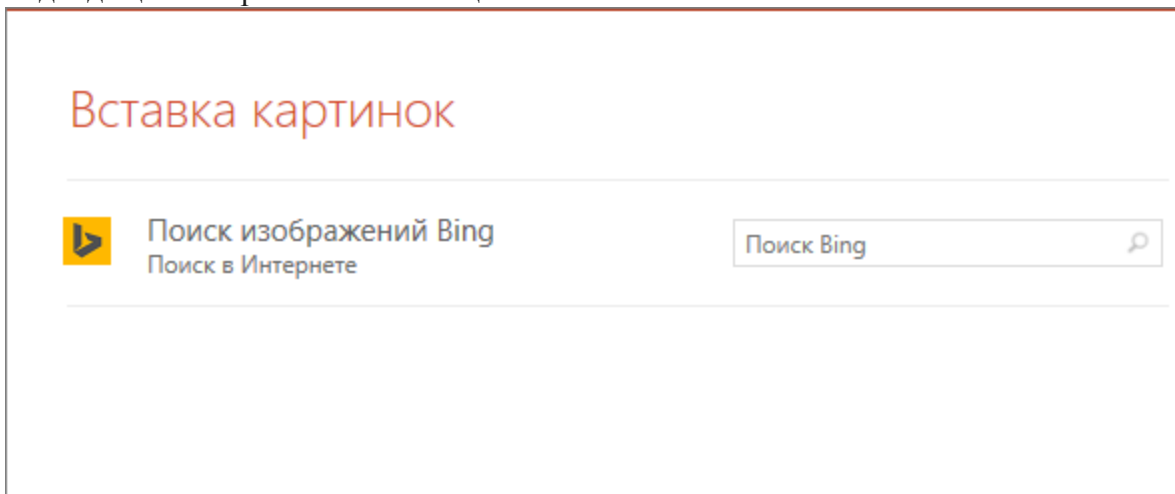 Вставка картинок
Поиск изображений Bing
Поиск в Интернете
Поиск Bing